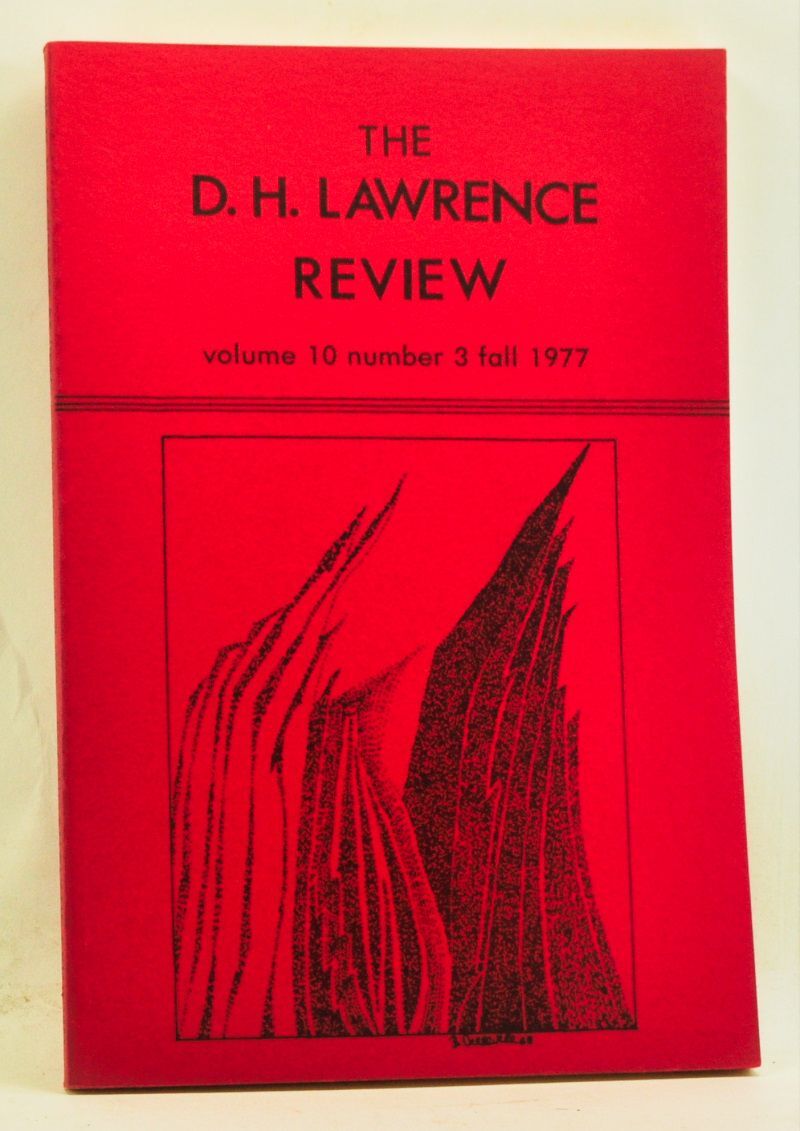 THE
D. H. LAWRENCE
REVIEW
volume 10 number 3 fall 1977